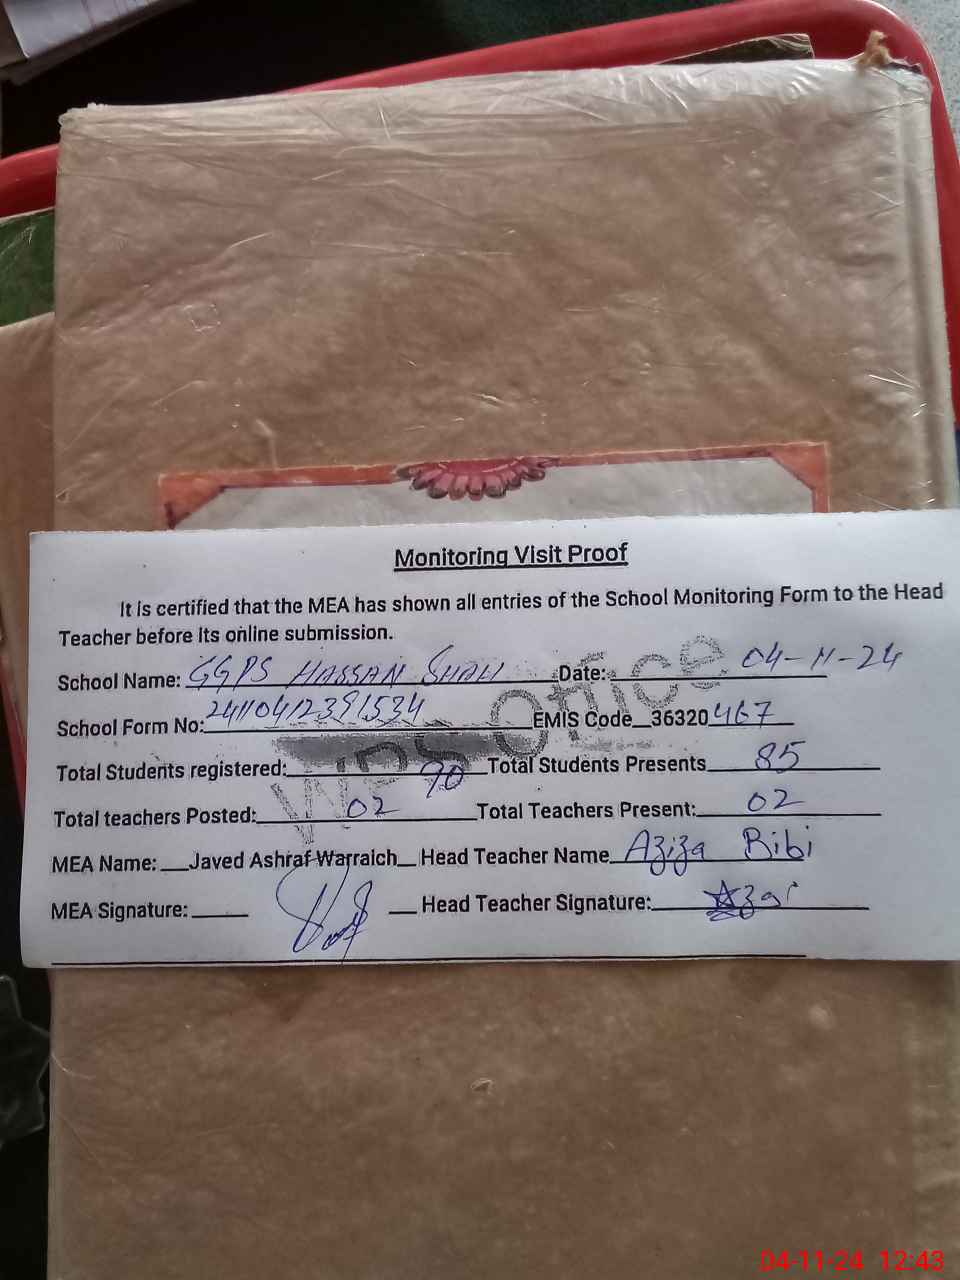 Monitoring Visit Proof
It is certified that the MEA has shown all entries of the School Monitoring Form to the Head
Teacher before its online submission.
School Name: GGPS HASSAN SHAH Date: 04-11-24
School Form No: 24110412391534 EMIS Code 36320467
Total Students registered: 90 Total Students Presents 85
Total teachers Posted: 02 Total Teachers Present: 02
MEA Name: Javed Ashraf Warraich Head Teacher Name Aziza Bibi
MEA Signature: Head Teacher Signature:
WPS Office
04-11-24 12:43